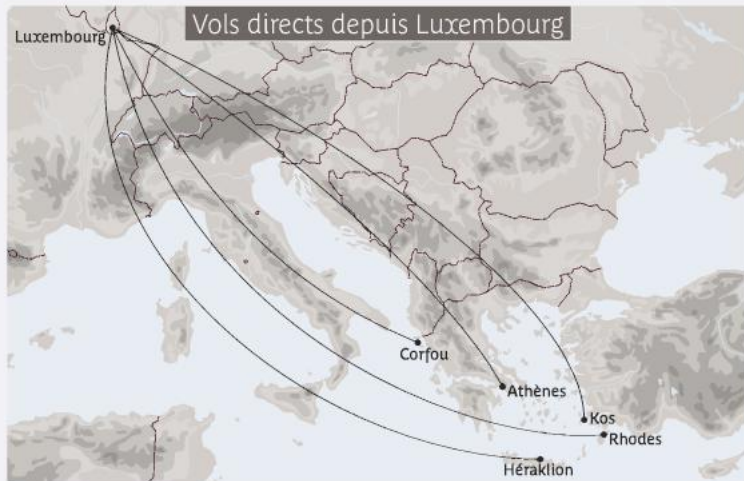 Vols directs depuis Luxembourg
Luxembourg
Corfou
Athènes
Kos
Rhodes
Héraklion